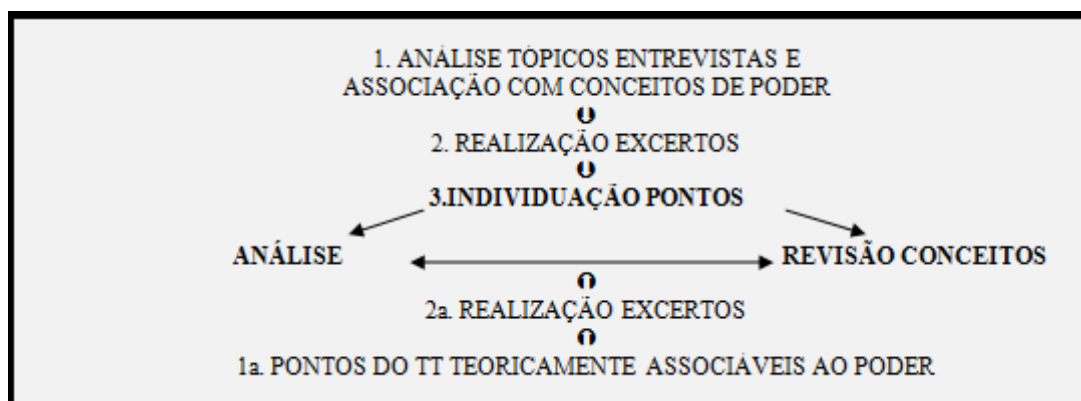 1. ANÁLISE TÓPICOS ENTREVISTAS E
ASSOCIAÇÃO COM CONCEITOS DE PODER
2. REALIZAÇÃO EXCERTOS
3.INDIVIDUAÇÃO PONTOS
ANÁLISE REVISÃO CONCEITOS
2a. REALIZAÇÃO EXCERTOS
1a. PONTOS DO TT TEORICAMENTE ASSOCIÁVEIS AO PODER